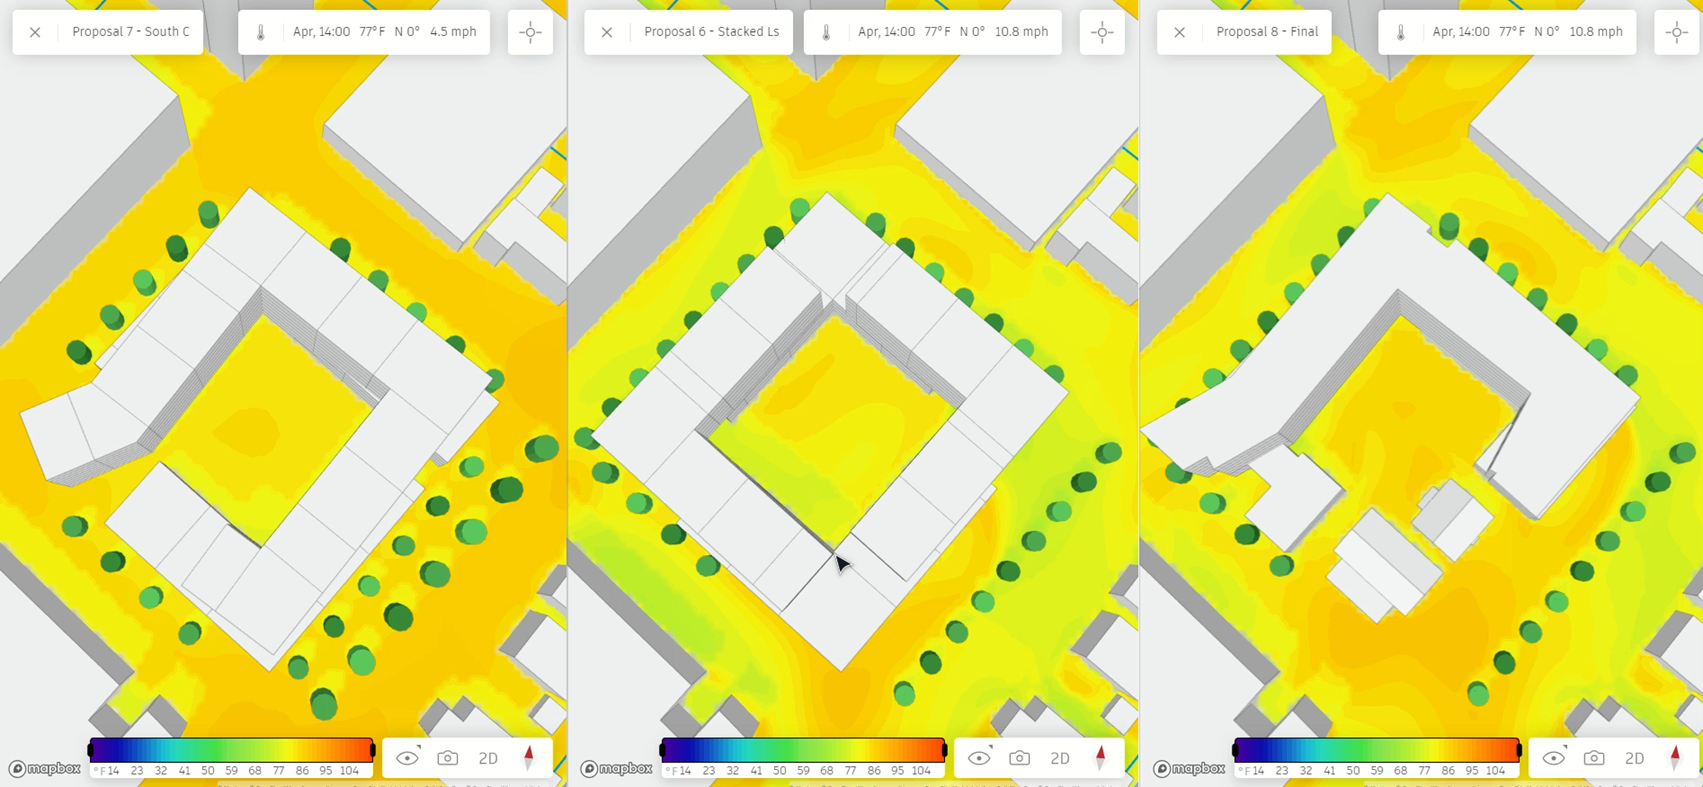 Proposal 7 - South C
Apr, 14:00 77°F N 0° 4.5 mph
Proposal 6 - Stacked Ls
Apr, 14:00 77°F N 0° 10.8 mph
Proposal 8 - Final
Apr, 14:00 77°F N 0° 10.8 mph
°F 14 23 32 41 50 59 68 77 86 95 104
2D
mapbox
°F 14 23 32 41 50 59 68 77 86 95 104
2D
mapbox
°F 14 23 32 41 50 59 68 77 86 95 104
2D
mapbox